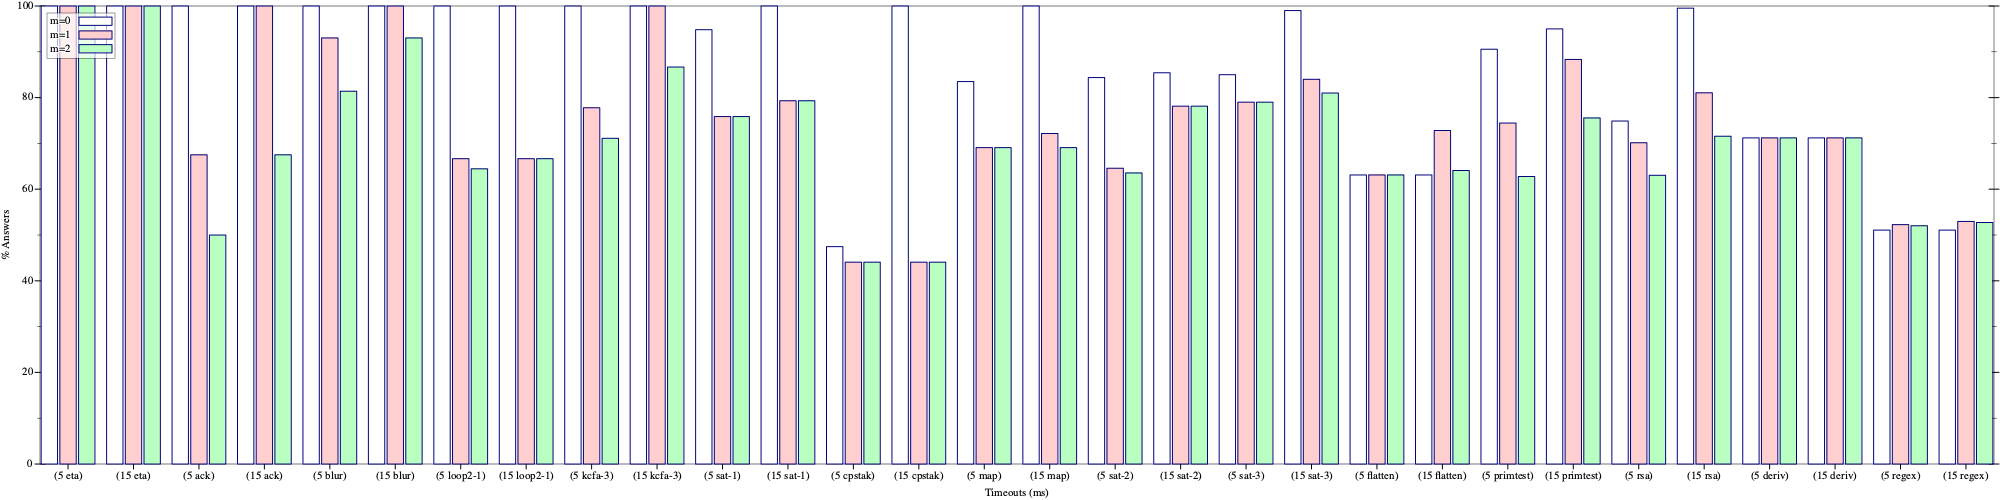 100
80
60
40
20
0
% Answers
m=0
m=1
m=2
(5 eta) (15 eta) (5 ack) (15 ack) (5 blur) (15 blur) (5 loop2-1) (15 loop2-1) (5 kcfa-3) (15 kcfa-3) (5 sat-1) (15 sat-1) (5 cpstak) (15 cpstak) (5 map) (15 map) (5 sat-2) (15 sat-2) (5 sat-3) (15 sat-3) (5 flatten) (15 flatten) (5 primtest) (15 primtest) (5 rsa) (15 rsa) (5 deriv) (15 deriv) (5 regex) (15 regex)
Timeouts (ms)